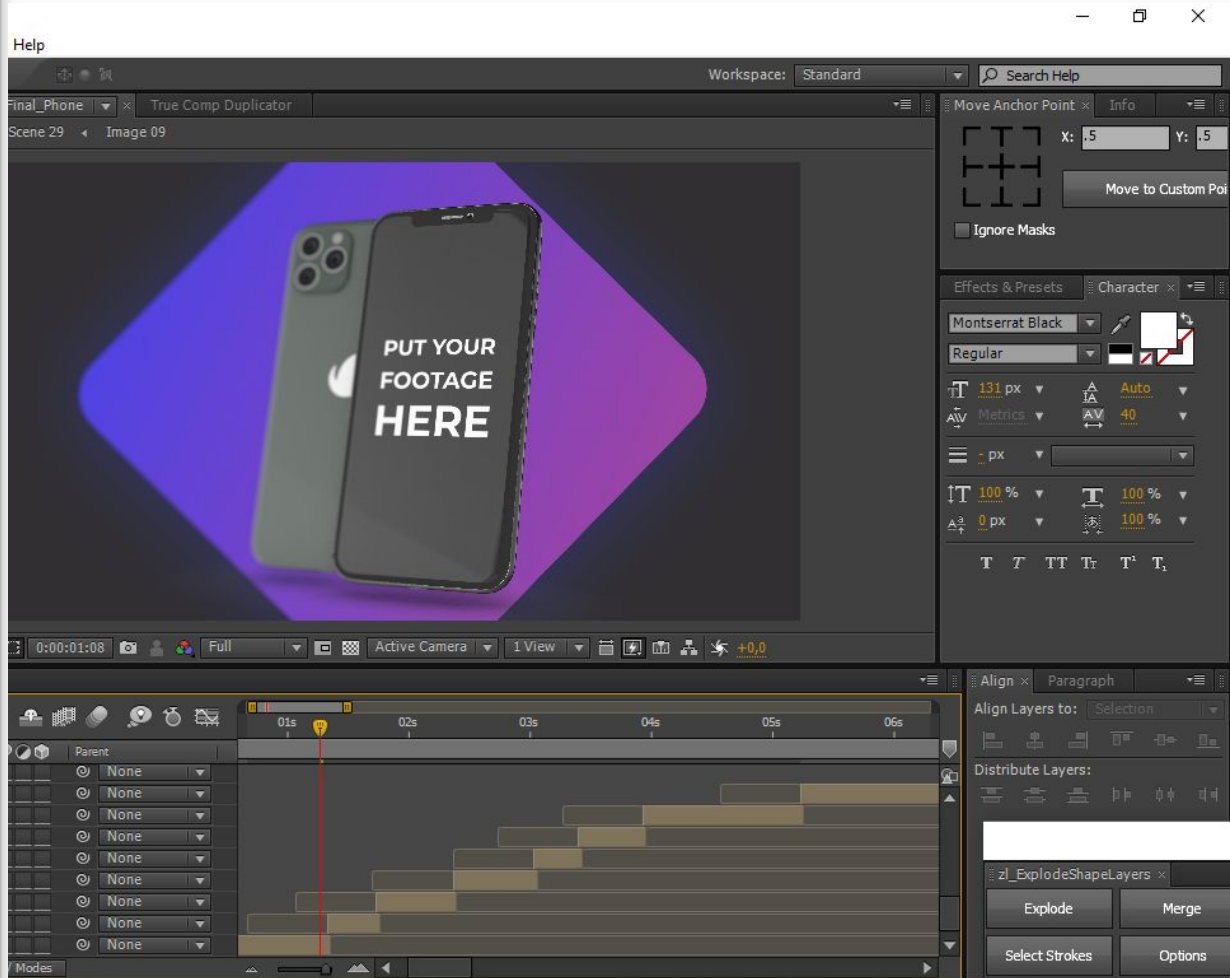 Help
Workspace: Standard
Search Help
Final_Phone
True Comp Duplicator
Move Anchor Point
Info
Scene 29
Image 09
X: .5
Y: .5
Move to Custom Poi
Ignore Masks
PUT YOUR
FOOTAGE
HERE
Effects & Presets
Character
Montserrat Black
Regular
131 px
Auto
Metrics
40
- px
100 %
100 %
0 px
100 %
T T TT Tr T¹ T₁
0:00:01:08
Full
Active Camera
1 View
+0,0
Align
Paragraph
Align Layers to: Selection
01s 02s 03s 04s 05s 06s
Parent
None
None
None
None
None
None
None
None
None
Distribute Layers:
zl_ExplodeShapeLayers
Explode
Merge
Select Strokes
Options
/ Modes